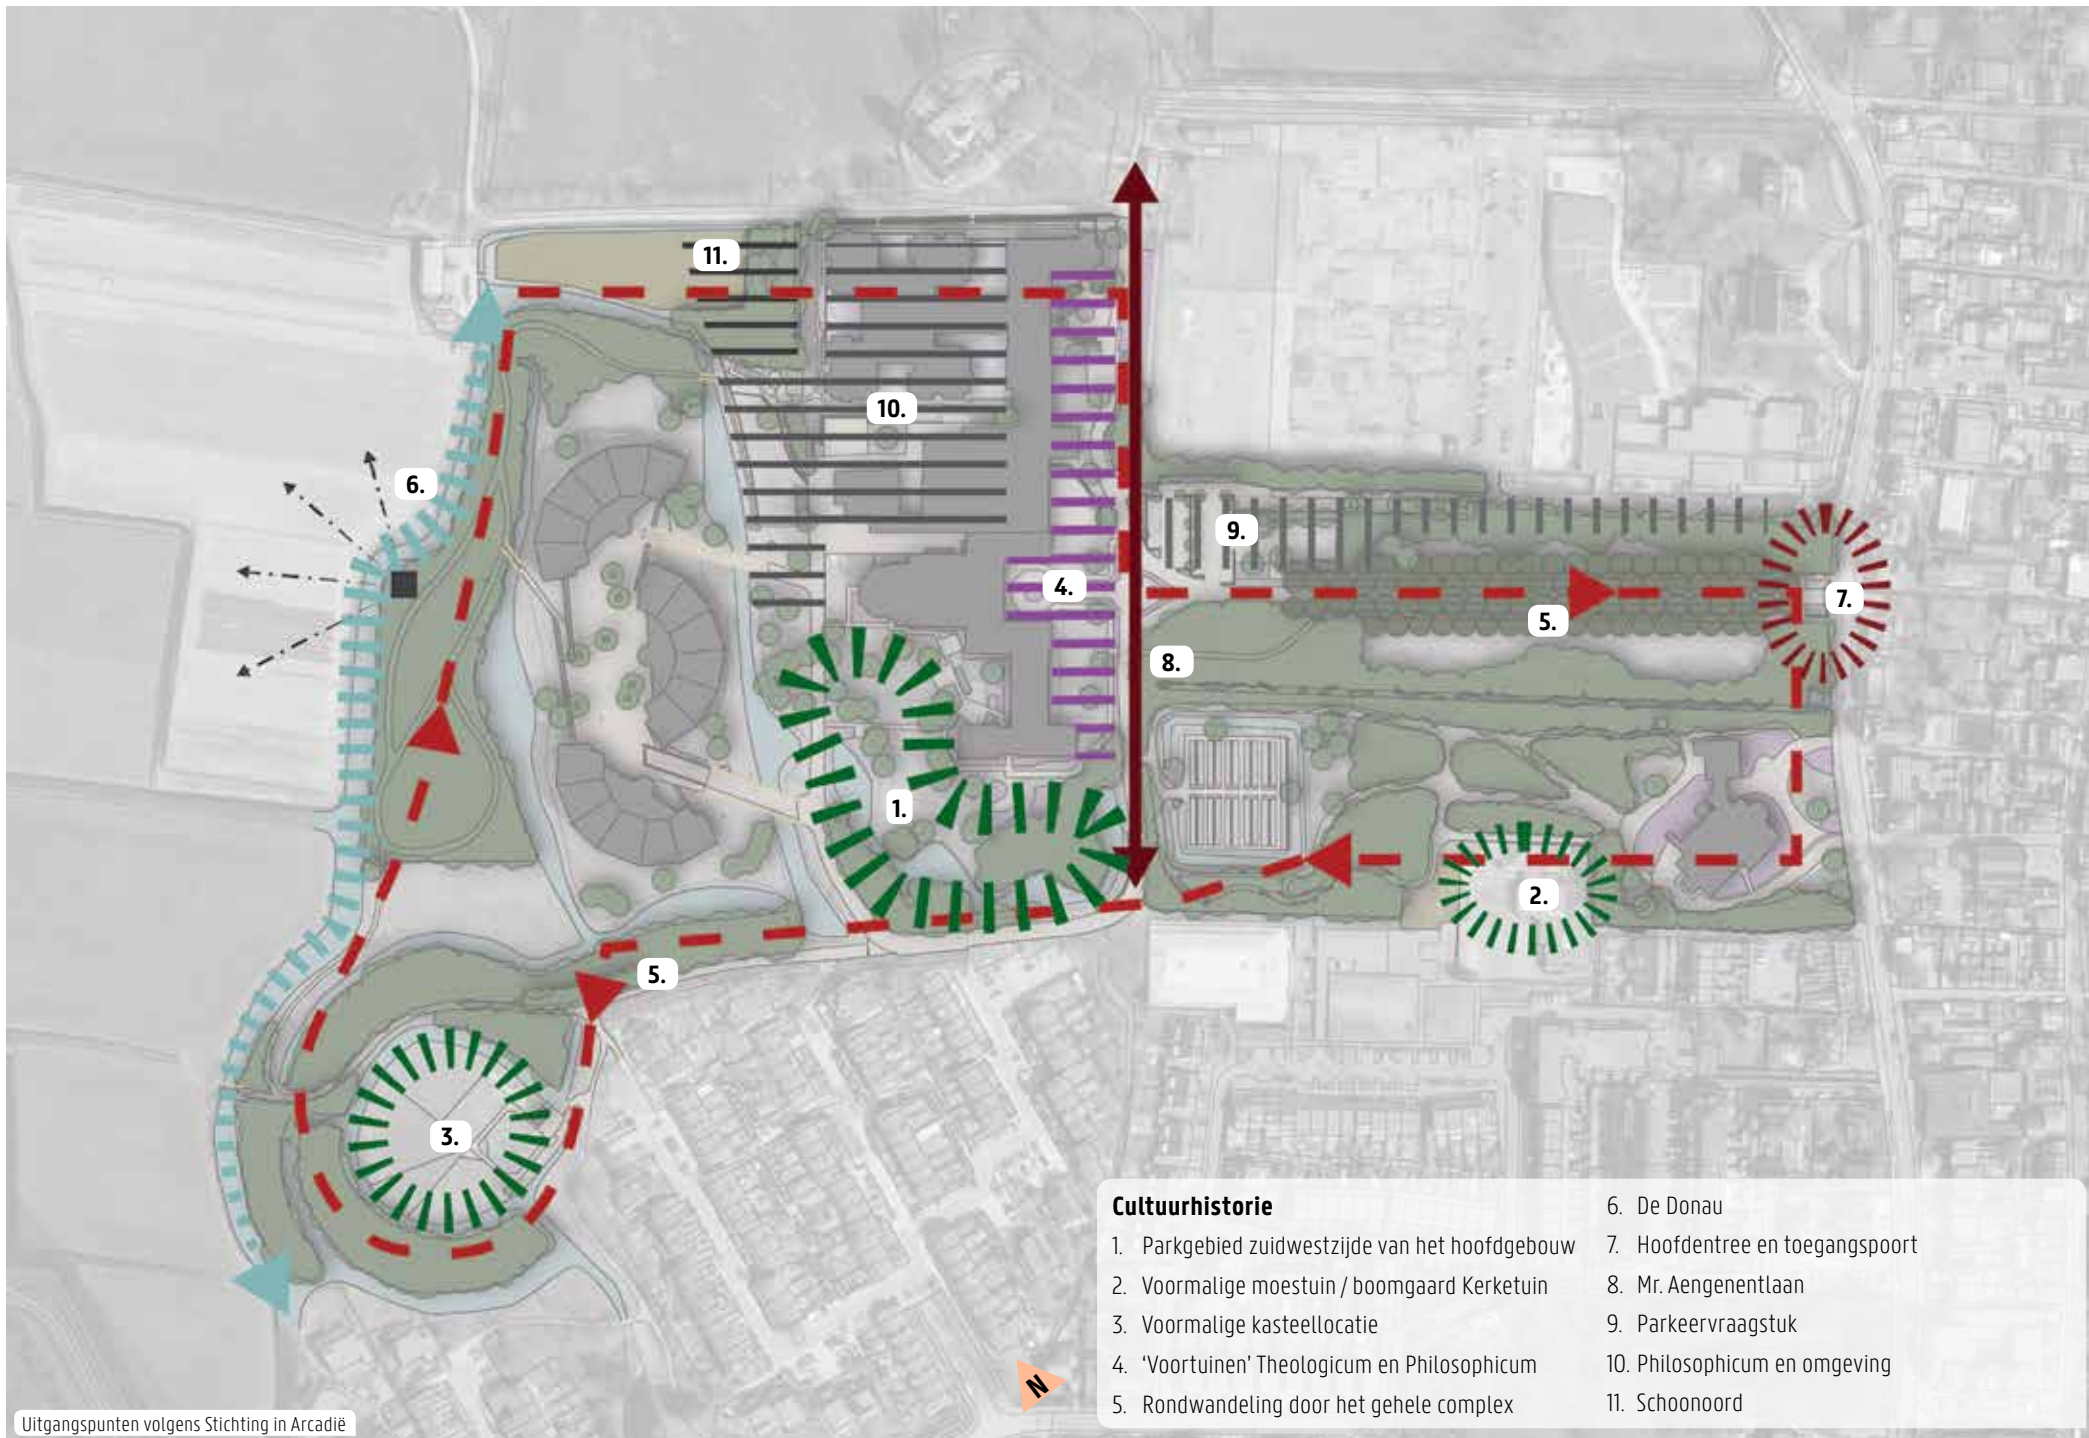 11.
10.
6.
9.
4.
7.
5.
8.
1.
2.
5.
3.
Cultuurhistorie
1. Parkgebied zuidwestzijde van het hoofdgebouw
2. Voormalige moestuin / boomgaard Kerketuin
3. Voormalige kasteellocatie
4. ‘Voortuinen’ Theologicum en Philosophicum
5. Rondwandeling door het gehele complex
6. De Donau
7. Hoofdentree en toegangspoort
8. Mr. Aengenentlaan
9. Parkeervraagstuk
10. Philosophicum en omgeving
11. Schoonoord
N
Uitgangspunten volgens Stichting in Arcadië